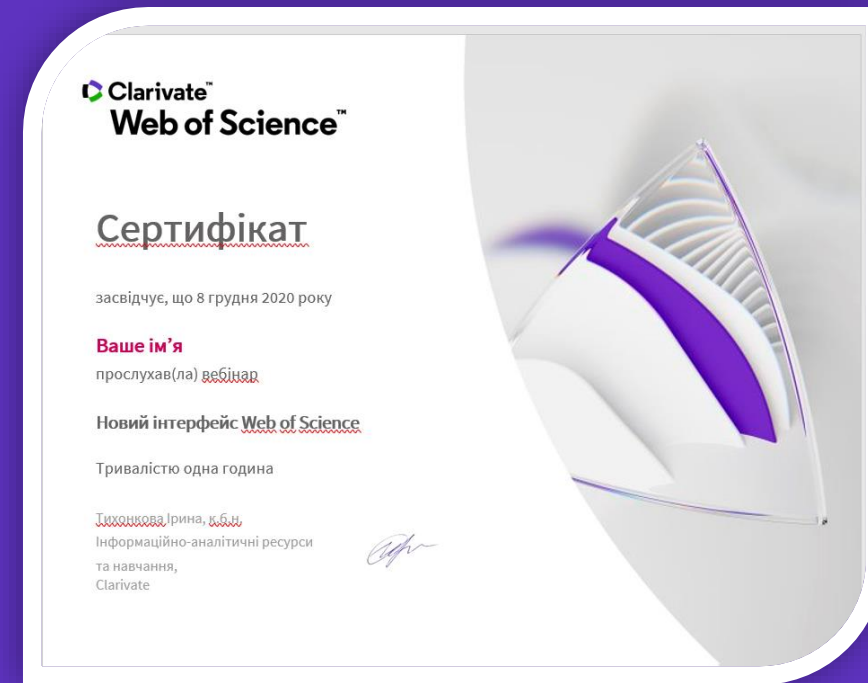 Clarivate™
Web of Science™
Сертифікат
засвідчує, що 8 грудня 2020 року
Ваше ім’я
прослухав(ла) вебінар
Новий інтерфейс Web of Science
Тривалістю одна година
Тихонкова Ірина, к.б.н.
Інформаційно-аналітичні ресурси
та навчання,
Clarivate